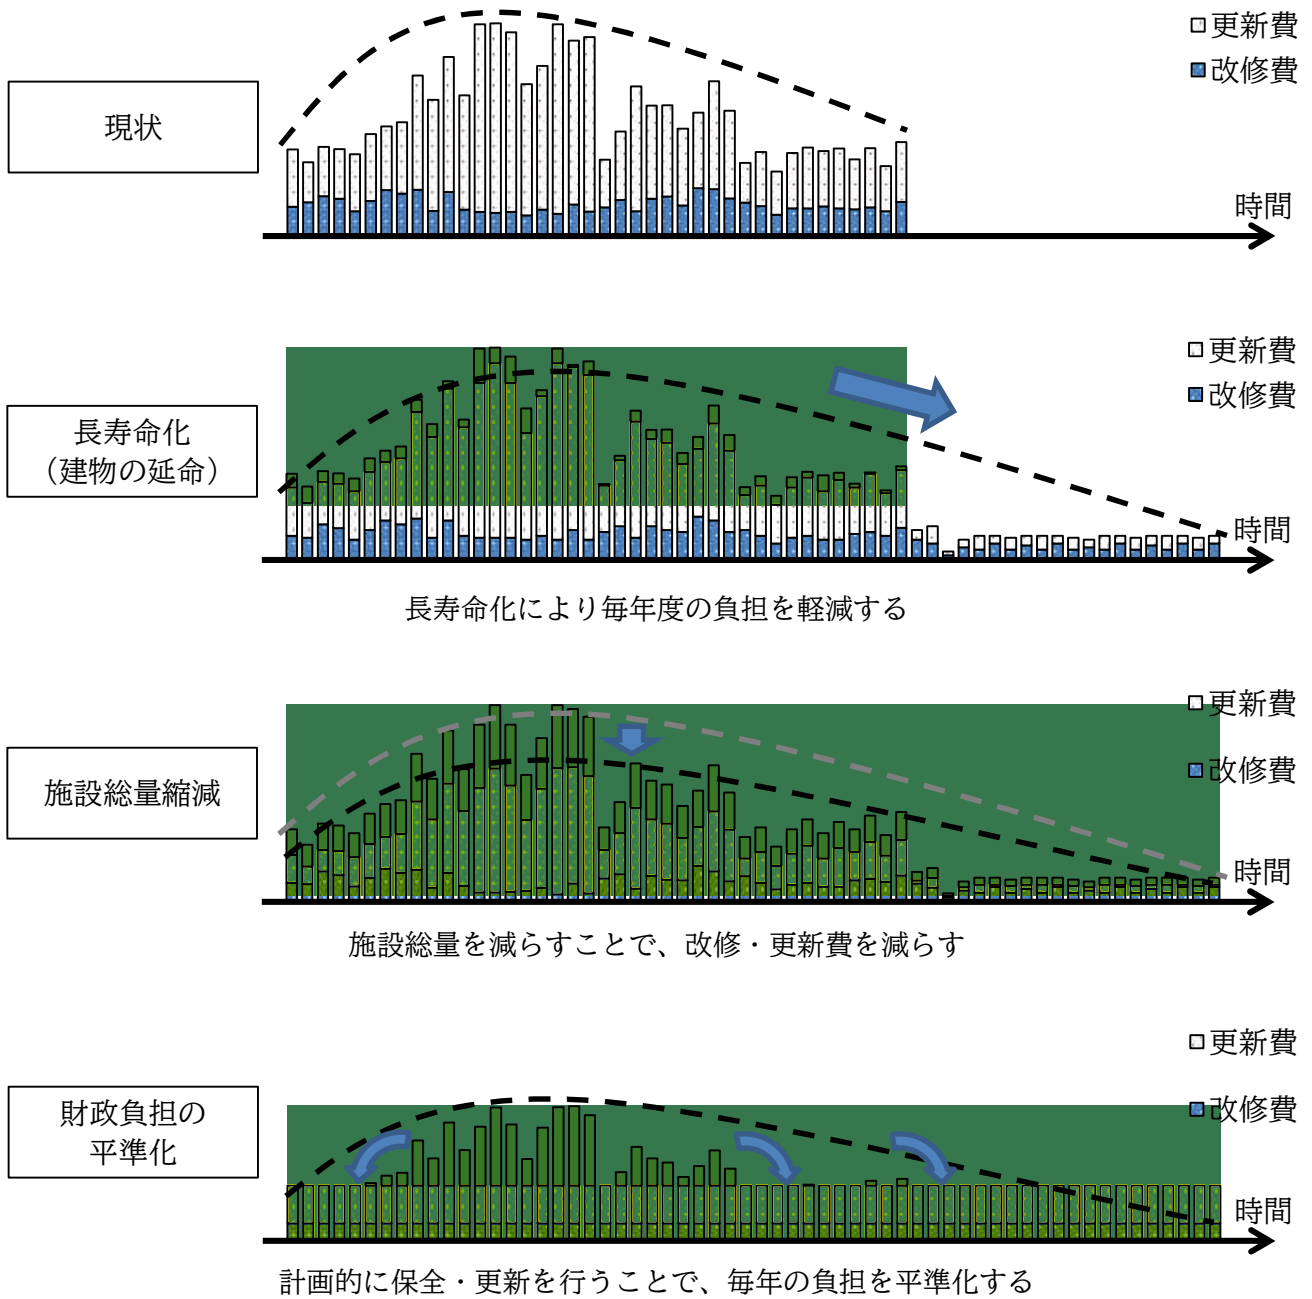 更新費
改修費
現状
時間
更新費
改修費
長寿命化
（建物の延命）
時間
長寿命化により毎年度の負担を軽減する
更新費
改修費
施設総量縮減
時間
施設総量を減らすことで、改修・更新費を減らす
更新費
改修費
財政負担の
平準化
時間
計画的に保全・更新を行うことで、毎年の負担を平準化する